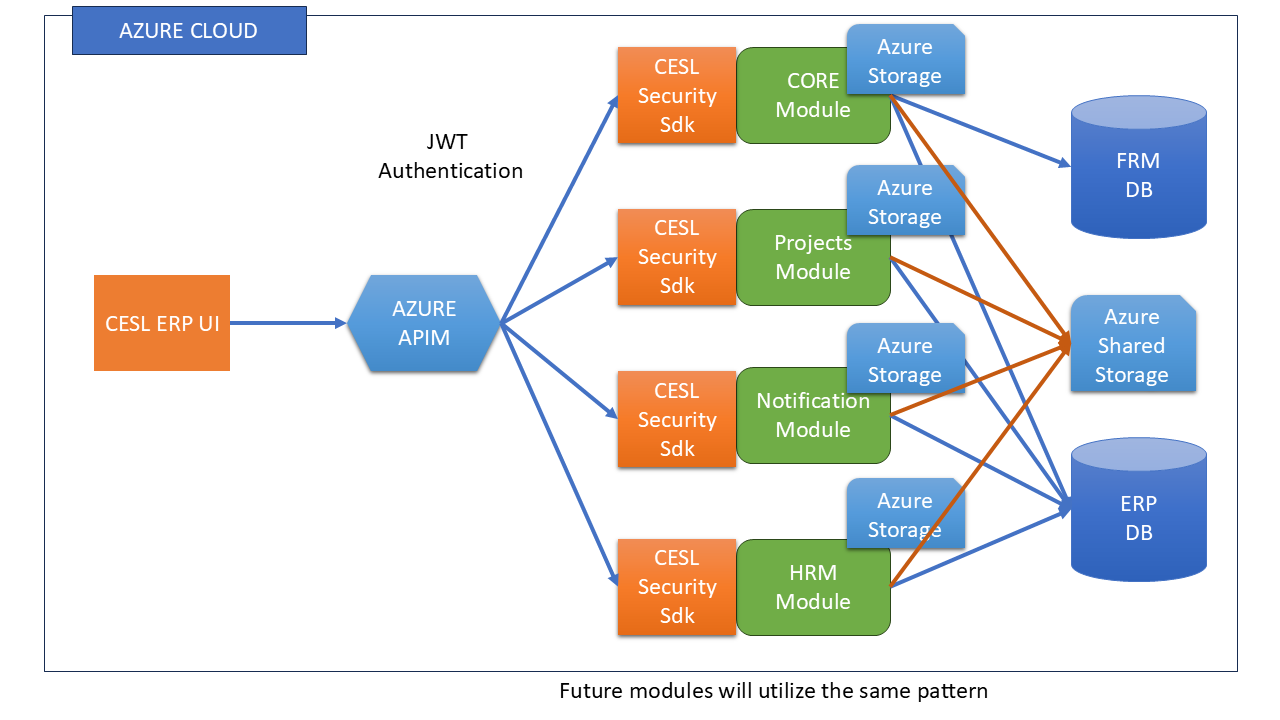 AZURE CLOUD
JWT
Authentication
CESL ERP UI
AZURE
APIM
CESL
Security
Sdk
CORE
Module
Azure
Storage
CESL
Security
Sdk
Projects
Module
Azure
Storage
CESL
Security
Sdk
Notification
Module
Azure
Storage
CESL
Security
Sdk
HRM
Module
Azure
Storage
FRM
DB
Azure
Shared
Storage
ERP
DB
Future modules will utilize the same pattern